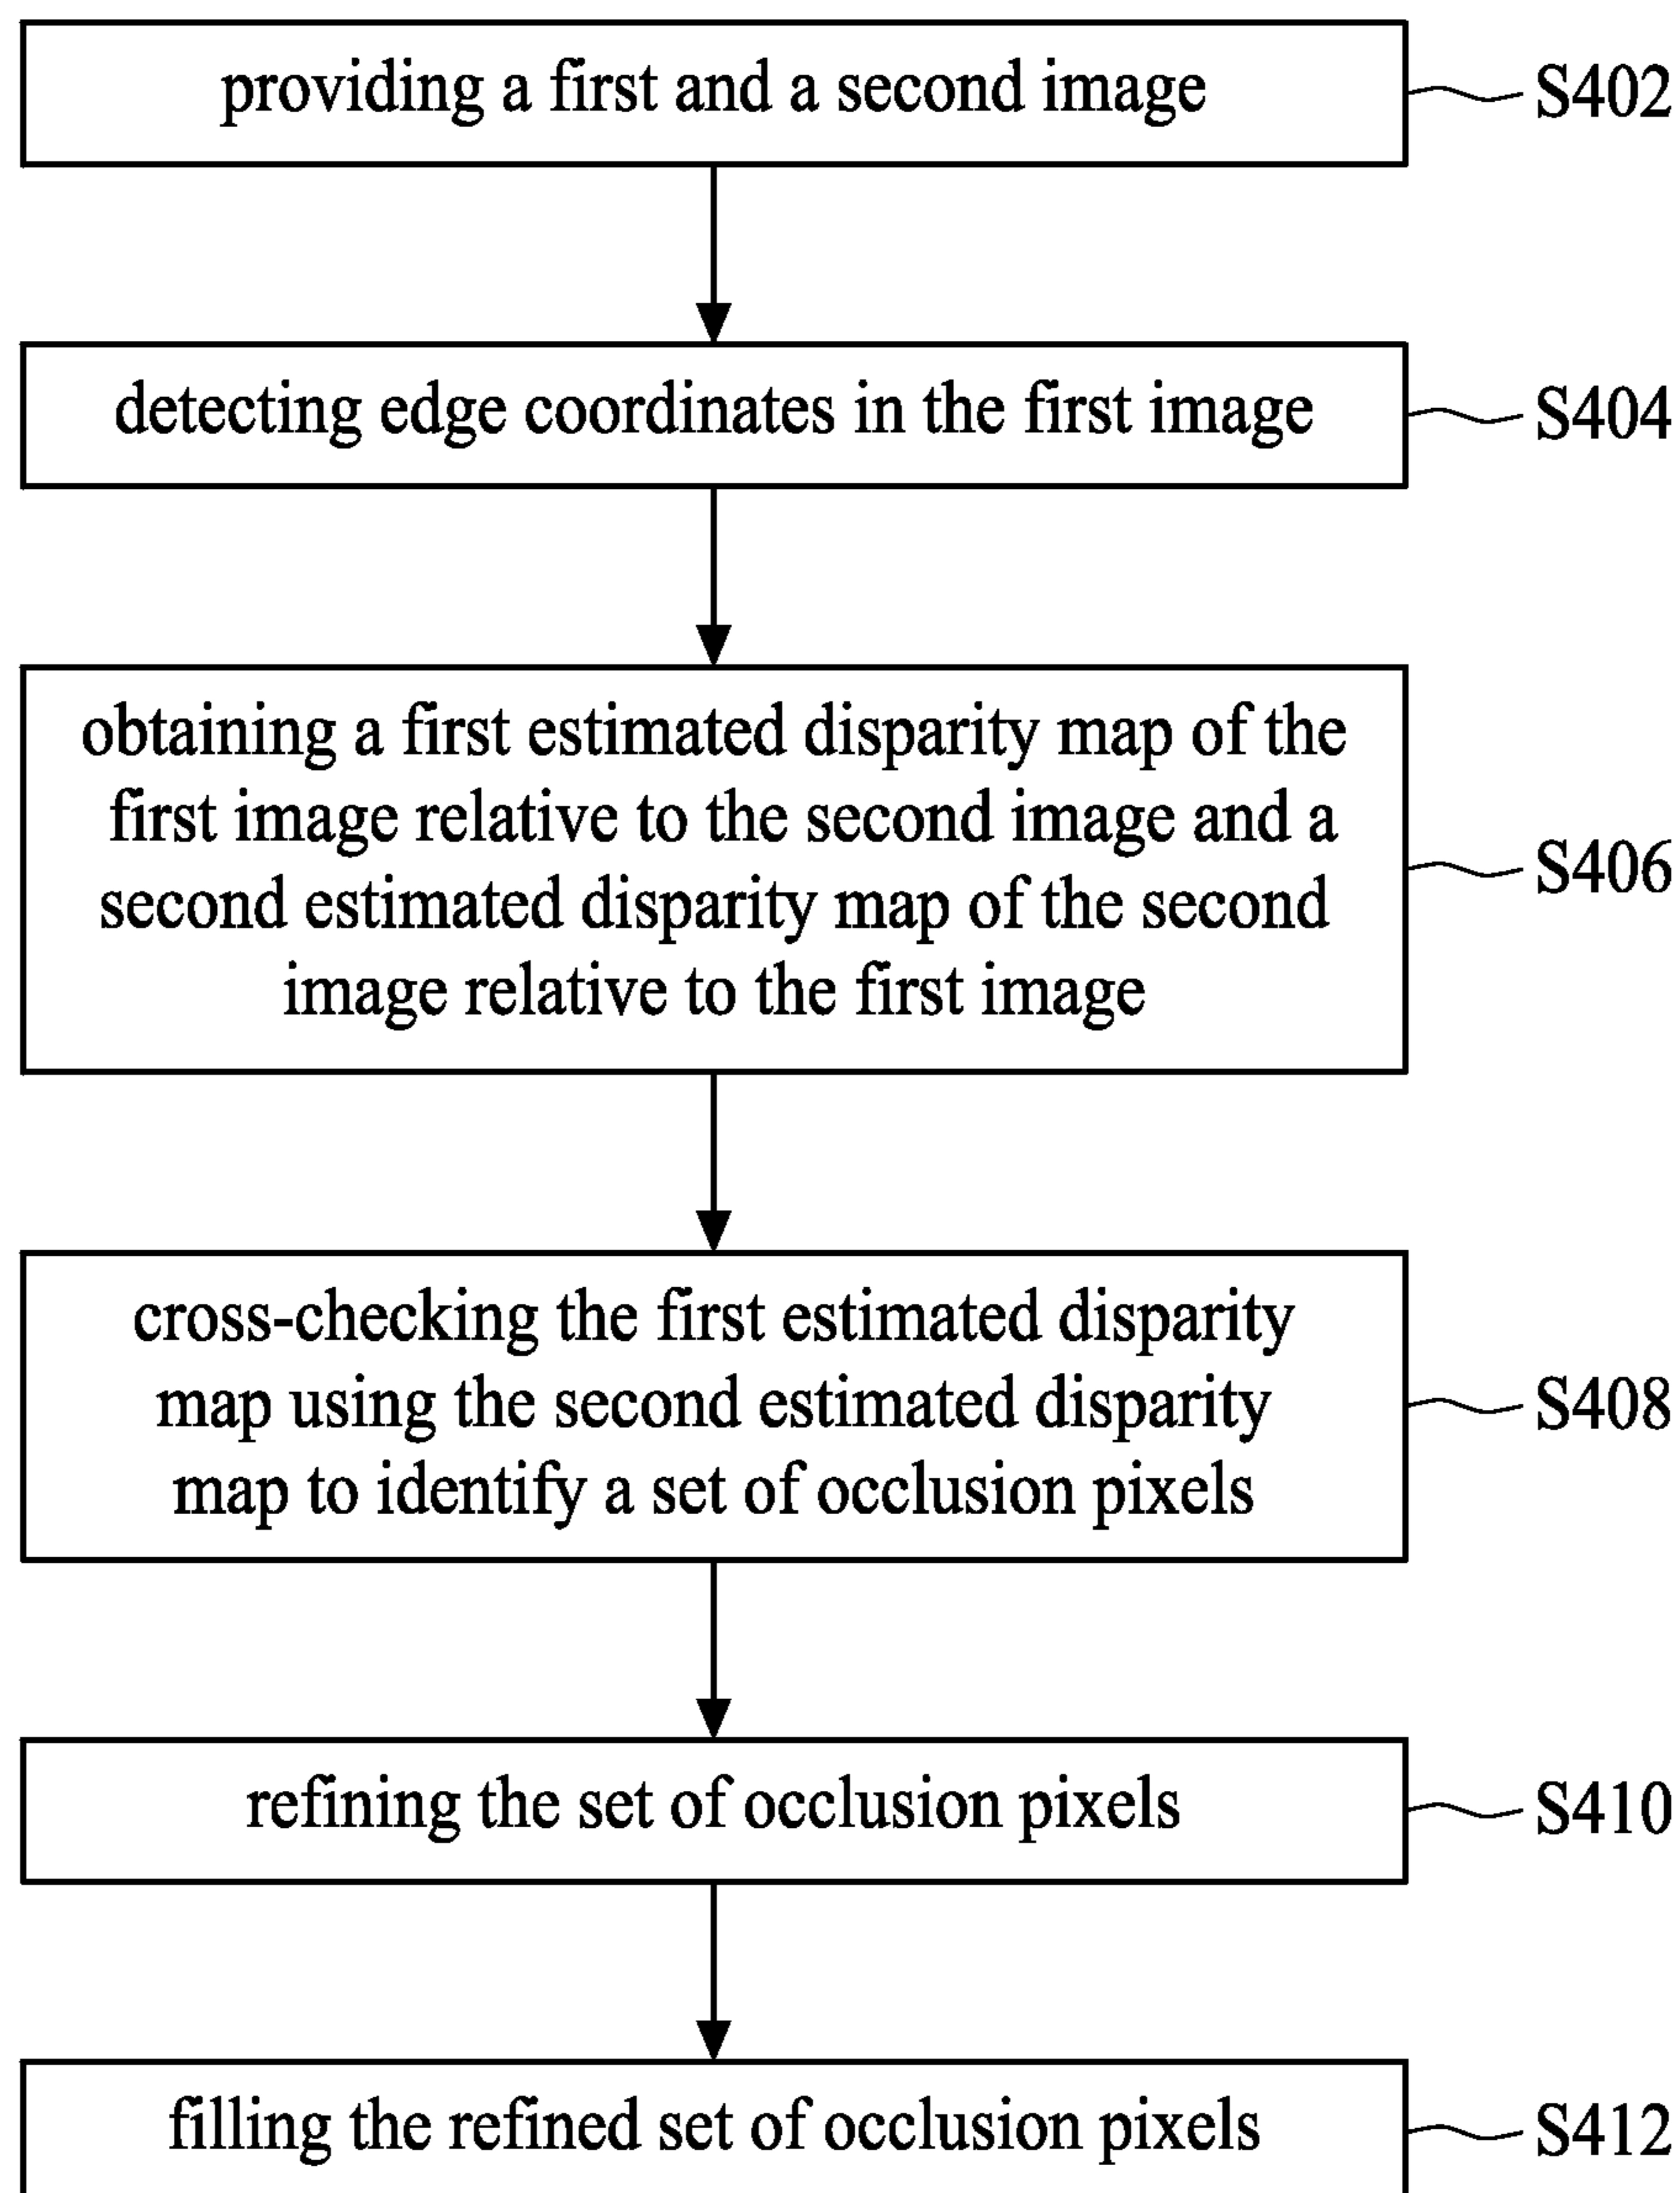 providing a first and a second image
S402
detecting edge coordinates in the first image
S404
obtaining a first estimated disparity map of the
first image relative to the second image and a
second estimated disparity map of the second
image relative to the first image
S406
cross-checking the first estimated disparity
map using the second estimated disparity
map to identify a set of occlusion pixels
S408
refining the set of occlusion pixels
S410
filling the refined set of occlusion pixels
S412